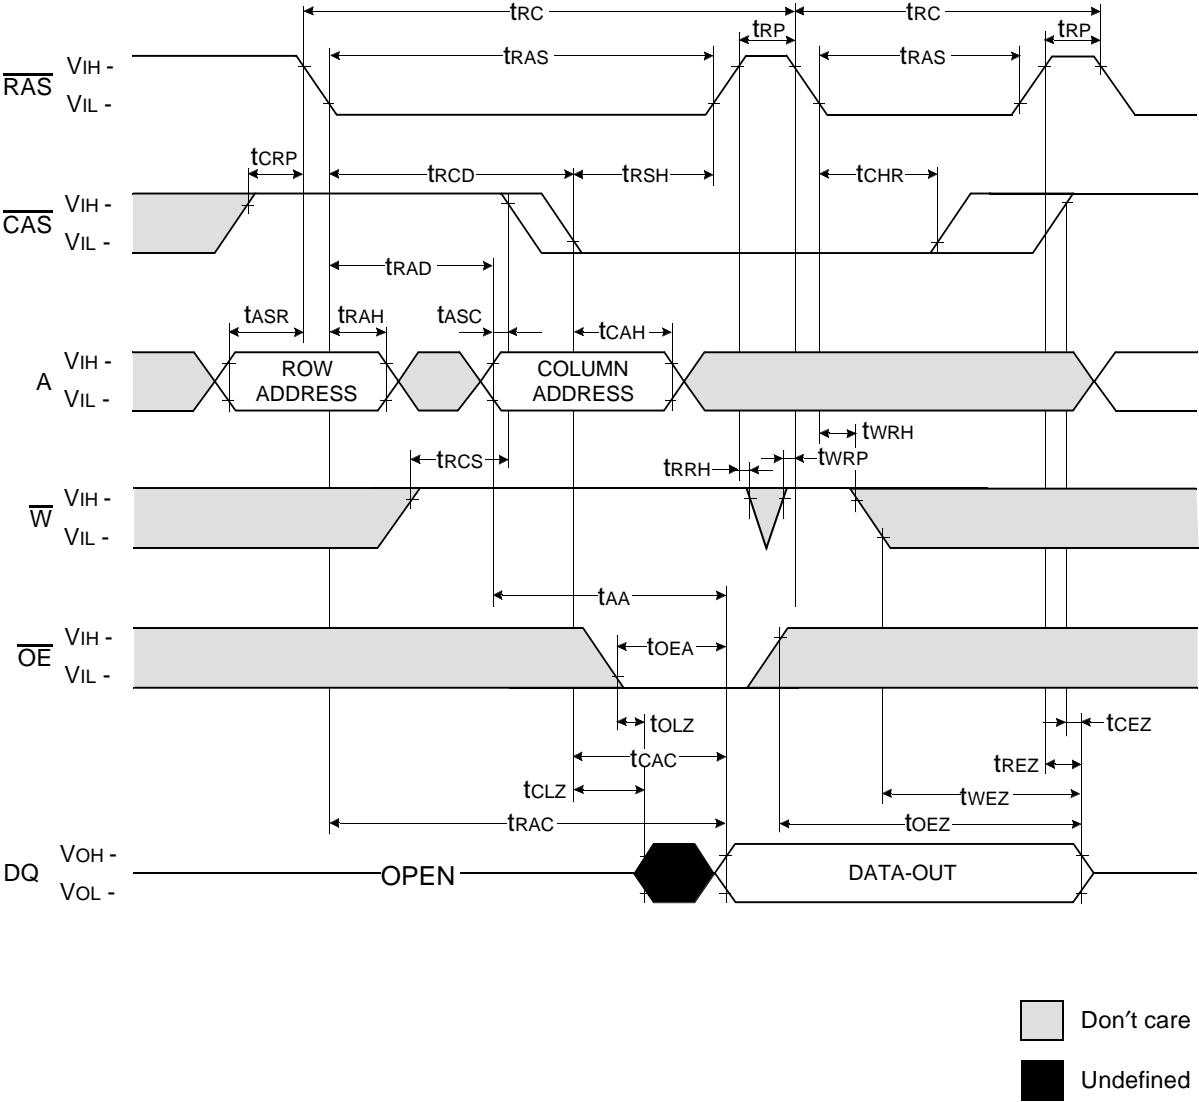 tRC tRC
tRP tRP
tRAS tRAS
RAS VIH -
VIL -
tCRP tRCD tRSH tCHR
CAS VIH -
VIL -
tRAD
tASR tRAH tASC tCAH
A VIH -
VIL -
ROW
ADDRESS
COLUMN
ADDRESS
tWRH
tRCS tRRH tWRP
W VIH -
VIL -
tAA
OE VIH -
VIL -
tOEA
tOLZ tCEZ
tCAC tREZ
tCLZ tWEZ
tRAC tOEZ
DQ VOH -
VOL -
OPEN DATA-OUT
Don′t care
Undefined